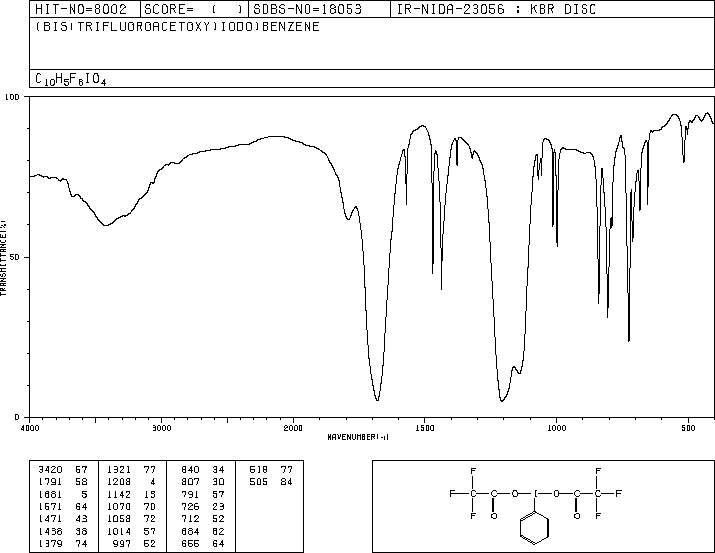 HIT-NO=8002 SCORE= ( ) SDBS-NO=18053 IR-NIDA-23056 : KBR DISC
(BIS(TRIFLUOROACETOXY)IODO)BENZENE
C10H5F6IO4
100
50
0
TRANSMITTANCE(%)
4000 3000 2000 1500 1000 500
WAVENUMBER(-1)
3420 57 1321 77 840 34 518 77
1791 58 1208 4 807 30 505 84
1681 5 1142 15 791 57
1571 64 1070 70 726 23
1471 43 1058 72 712 52
1436 38 1014 57 684 62
1379 74 997 52 655 64
F F
F C C O I O C C F
F O O F